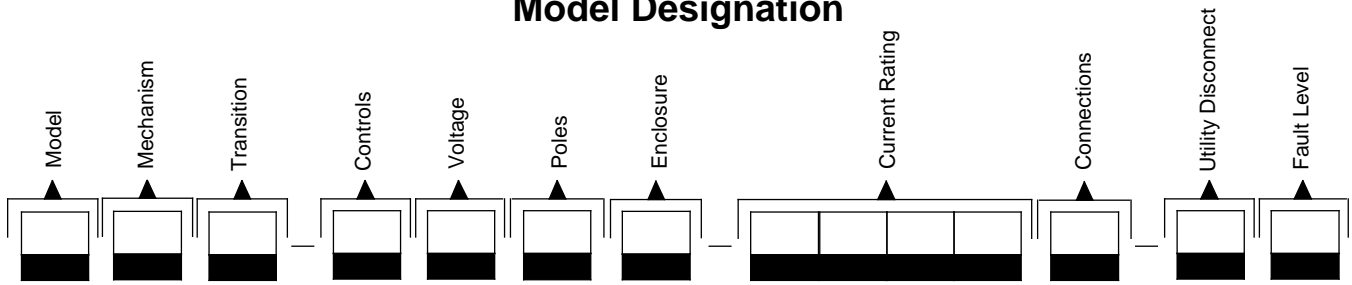 Model Designation
Model
Mechanism
Transition
Controls
Voltage
Poles
Enclosure
Current Rating
Connections
Utility Disconnect
Fault Level